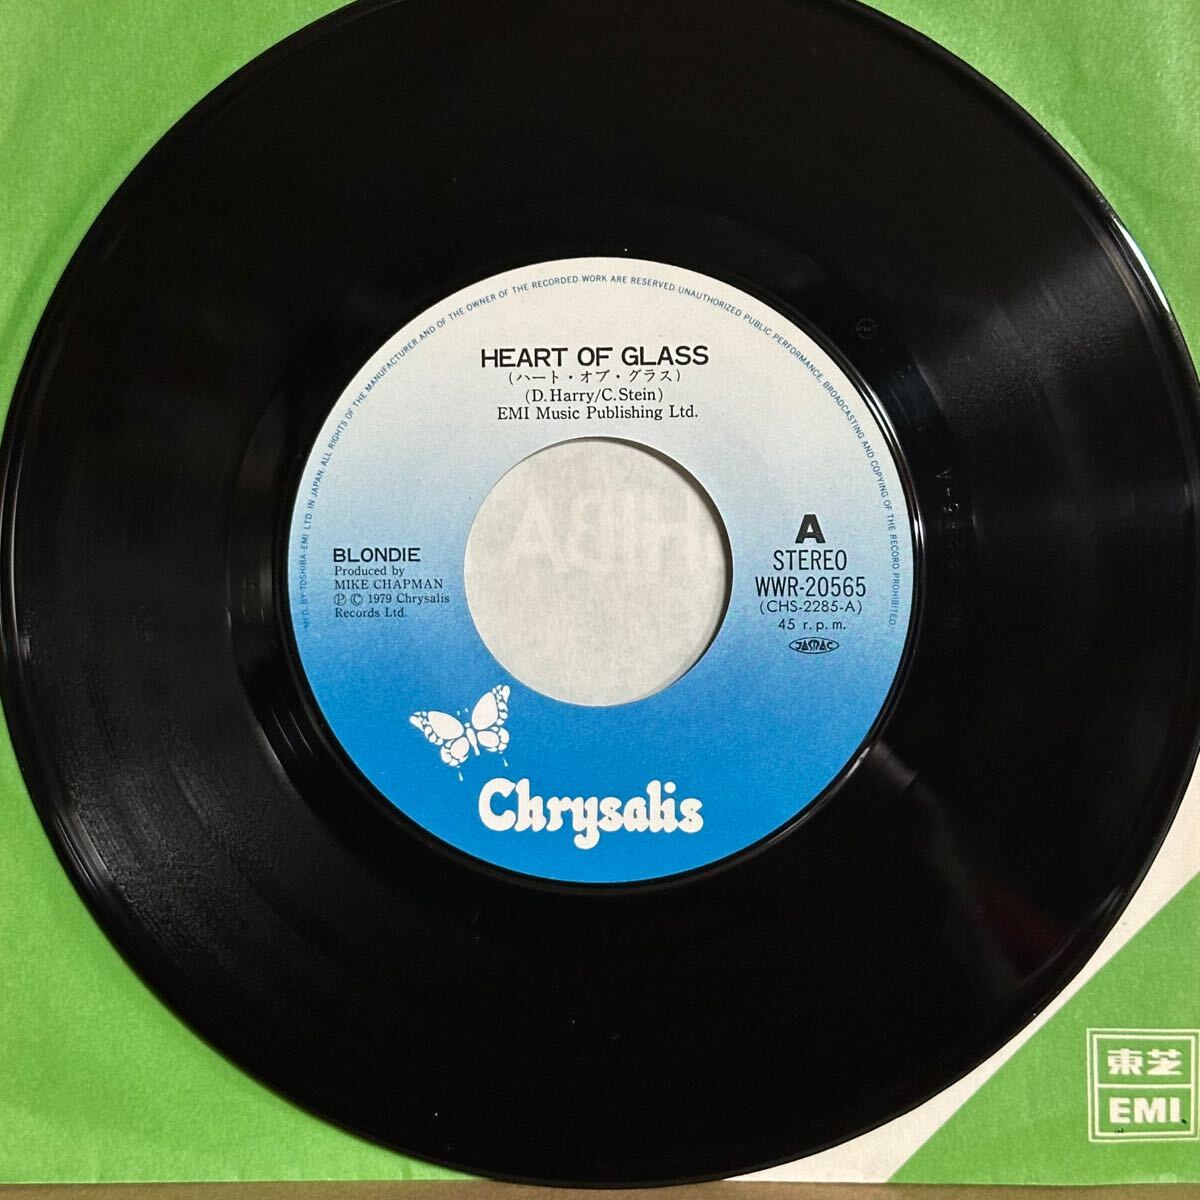 MF'D. BY TOSHIBA-EMI LTD IN JAPAN. ALL RIGHTS OF THE MANUFACTURER AND OF THE OWNER OF THE RECORDED WORK ARE RESERVED. UNAUTHORIZED PUBLIC PERFORMANCE, BROADCASTING AND COPYING OF THE RECORD PROHIBITED.
HEART OF GLASS
(ハート・オブ・グラス)
(D. Harry/C. Stein)
EMI Music Publishing Ltd.
BLONDIE
Produced by
MIKE CHAPMAN
Ⓟ © 1979 Chrysalis
Records Ltd.
A
STEREO
WWR-20565
(CHS-2285-A)
45 r.p.m.
JASRAC
Chrysalis
東芝
EMI